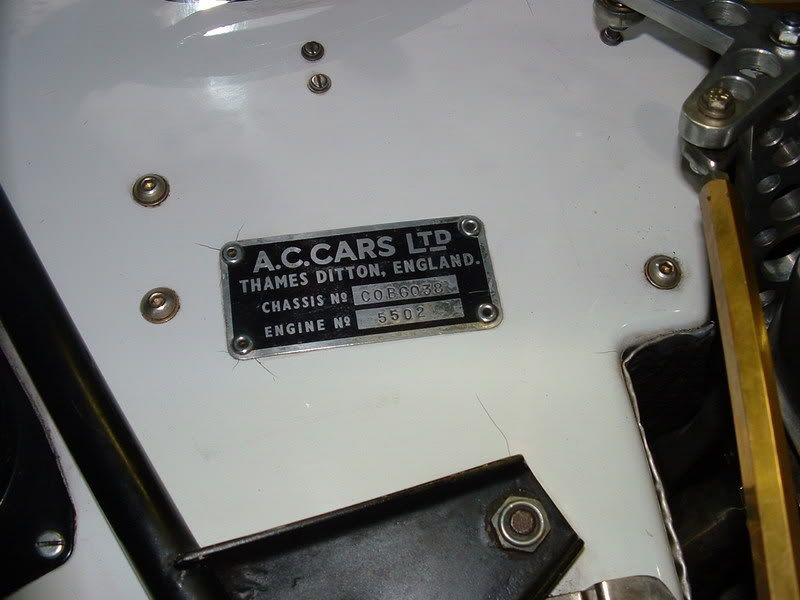 A.C.CARS LTD
THAMES DITTON, ENGLAND.
CHASSIS Nº COB6038
ENGINE Nº 5502